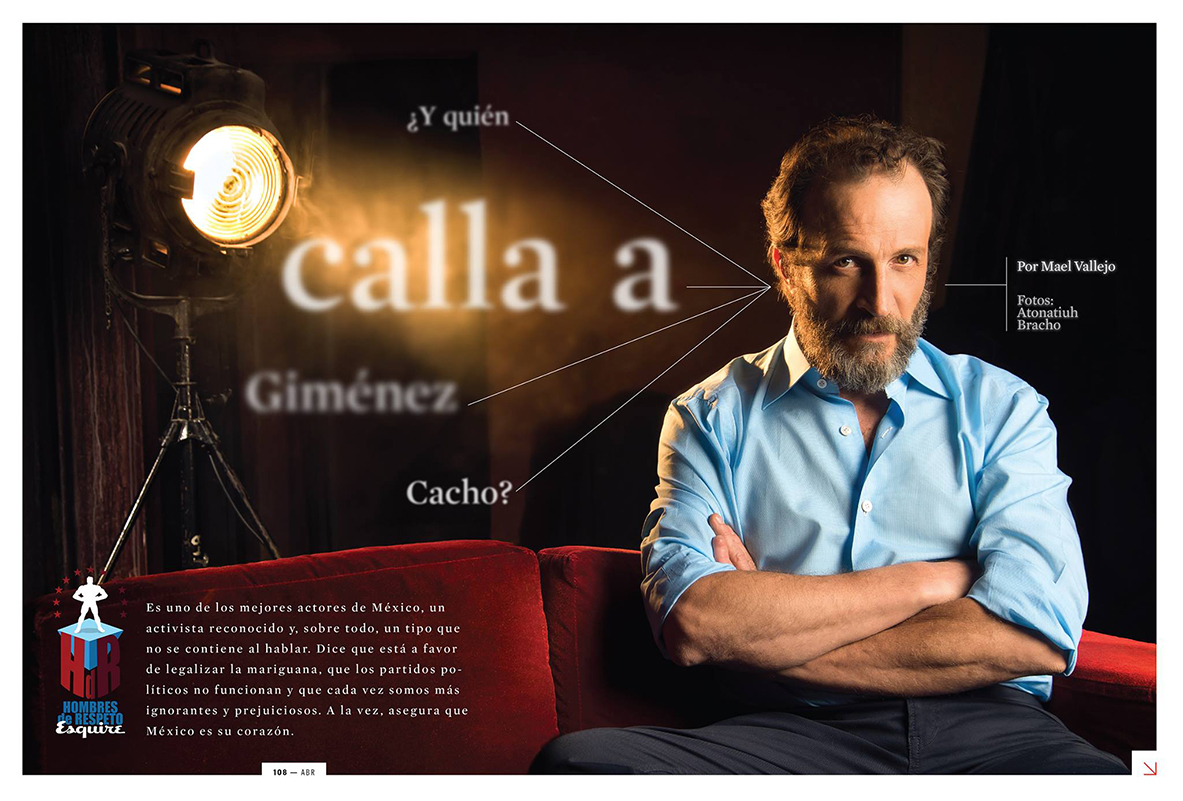 ¿Y quién
calla a
Giménez
Cacho?
Por Mael Vallejo
Fotos:
Atonatiuh
Bracho
Es uno de los mejores actores de México, un
activista reconocido y, sobre todo, un tipo que
no se contiene al hablar. Dice que está a favor
de legalizar la mariguana, que los partidos po-
líticos no funcionan y que cada vez somos más
ignorantes y prejuiciosos. A la vez, asegura que
México es su corazón.
HdR
HOMBRES
de RESPETO
Esquire
108 — ABR